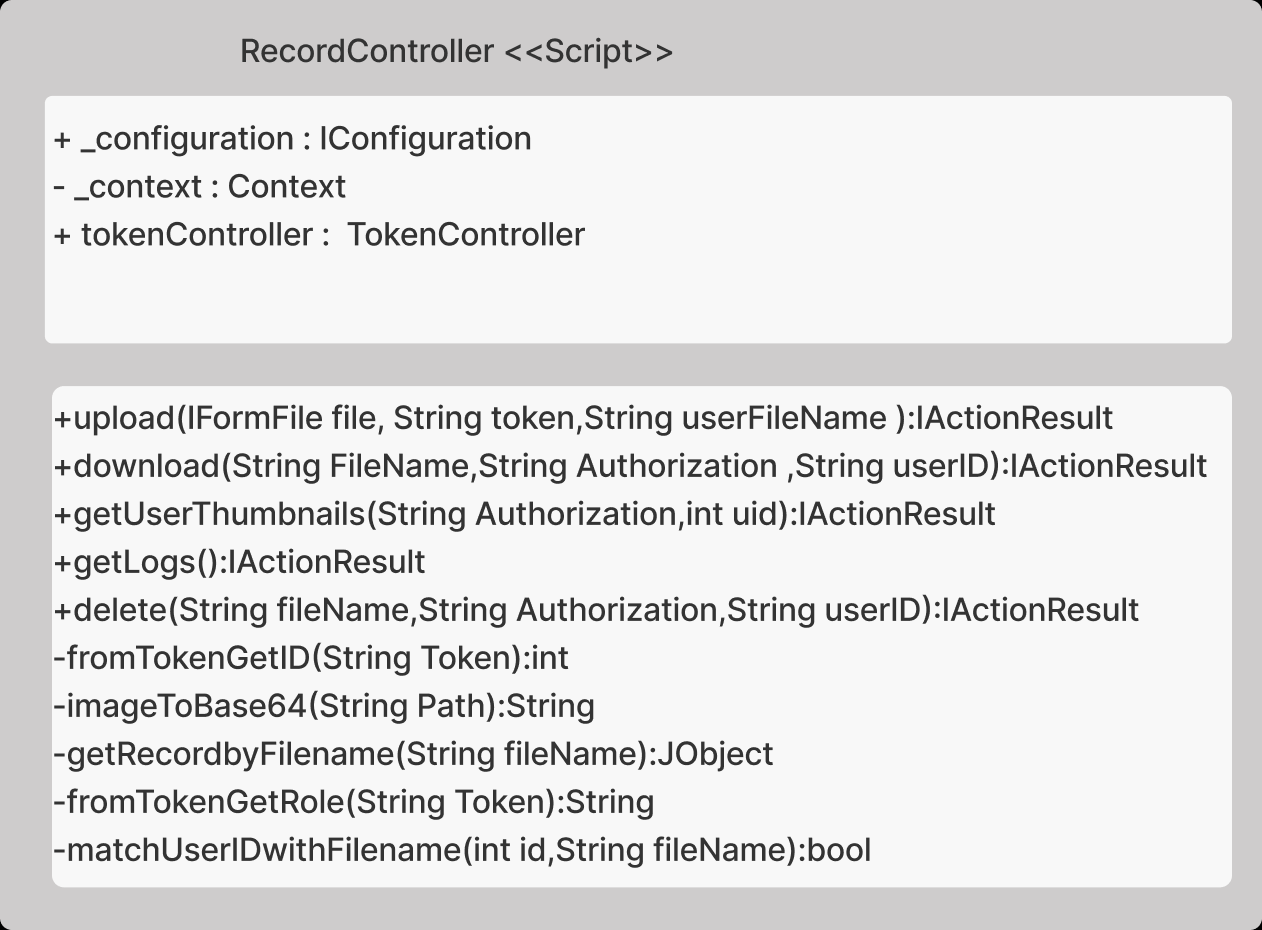 RecordController <<Script>>
+ _configuration : IConfiguration
- _context : Context
+ tokenController :  TokenController
+upload(IFormFile file, String token,String userFileName ):IActionResult
+download(String FileName,String Authorization ,String userID):IActionResult
+getUserThumbnails(String Authorization,int uid):IActionResult
+getLogs():IActionResult
+delete(String fileName,String Authorization,String userID):IActionResult
-fromTokenGetID(String Token):int
-imageToBase64(String Path):String
-getRecordbyFilename(String fileName):JObject
-fromTokenGetRole(String Token):String
-matchUserIDwithFilename(int id,String fileName):bool